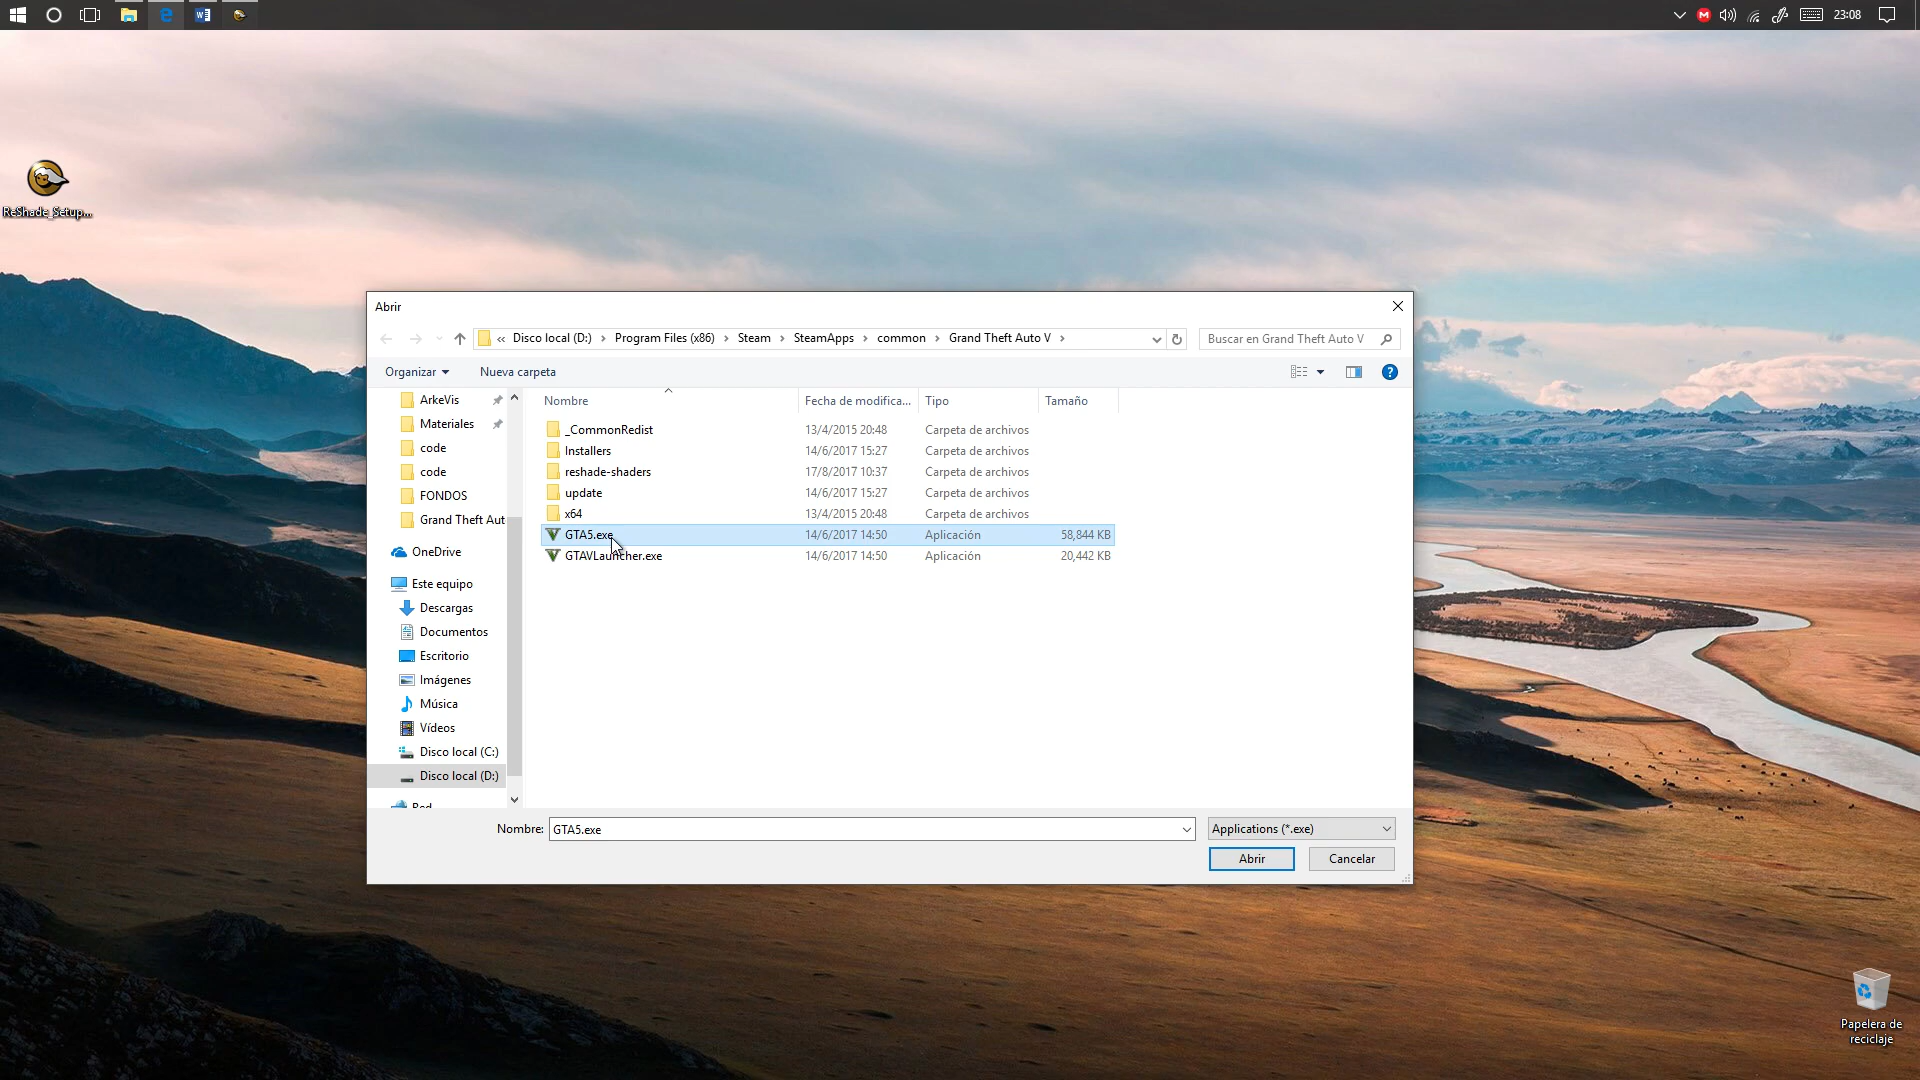 23:08
ReShade_Setup...
Abrir
« Disco local (D:) > Program Files (x86) > Steam > SteamApps > common > Grand Theft Auto V >
Buscar en Grand Theft Auto V
Organizar
Nueva carpeta
ArkeVis
Materiales
code
code
FONDOS
Grand Theft Aut
OneDrive
Este equipo
Descargas
Documentos
Escritorio
Imágenes
Música
Vídeos
Disco local (C:)
Disco local (D:)
Red
Nombre Fecha de modifica... Tipo Tamaño
_CommonRedist 13/4/2015 20:48 Carpeta de archivos
Installers 14/6/2017 15:27 Carpeta de archivos
reshade-shaders 17/8/2017 10:37 Carpeta de archivos
update 14/6/2017 15:27 Carpeta de archivos
x64 13/4/2015 20:48 Carpeta de archivos
GTA5.exe 14/6/2017 14:50 Aplicación 58,844 KB
GTAVLauncher.exe 14/6/2017 14:50 Aplicación 20,442 KB
Nombre: GTA5.exe
Applications (*.exe)
Abrir
Cancelar
Papelera de
reciclaje